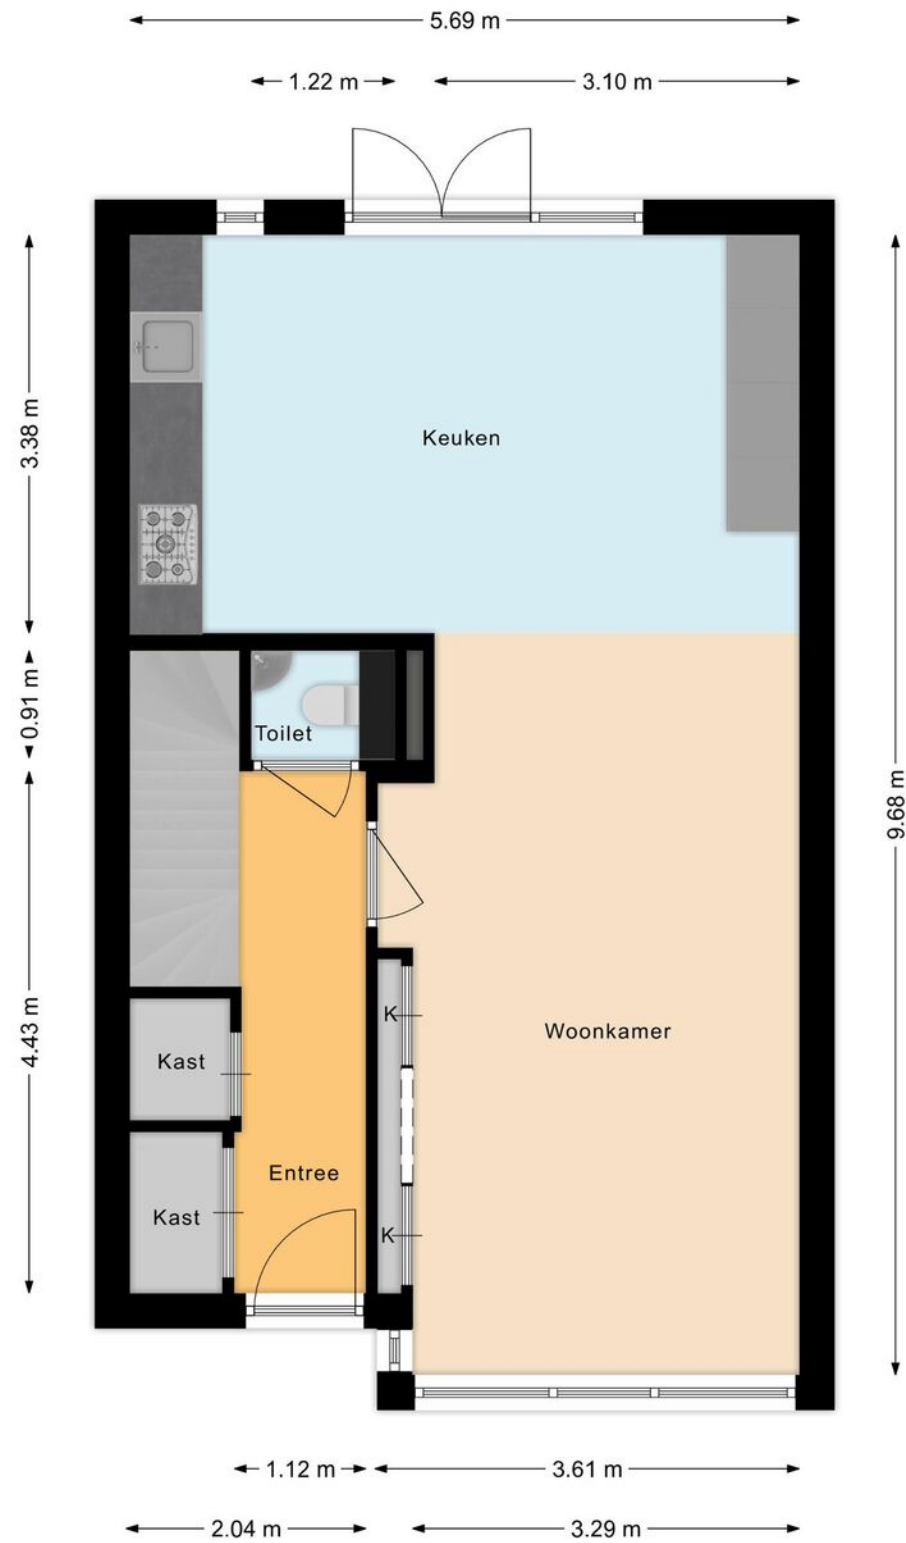 5.69 m
1.22 m
3.10 m
3.38 m
Keuken
0.91 m
Toilet
9.68 m
4.43 m
K
Woonkamer
Kast
Entree
Kast
K
1.12 m
3.61 m
2.04 m
3.29 m